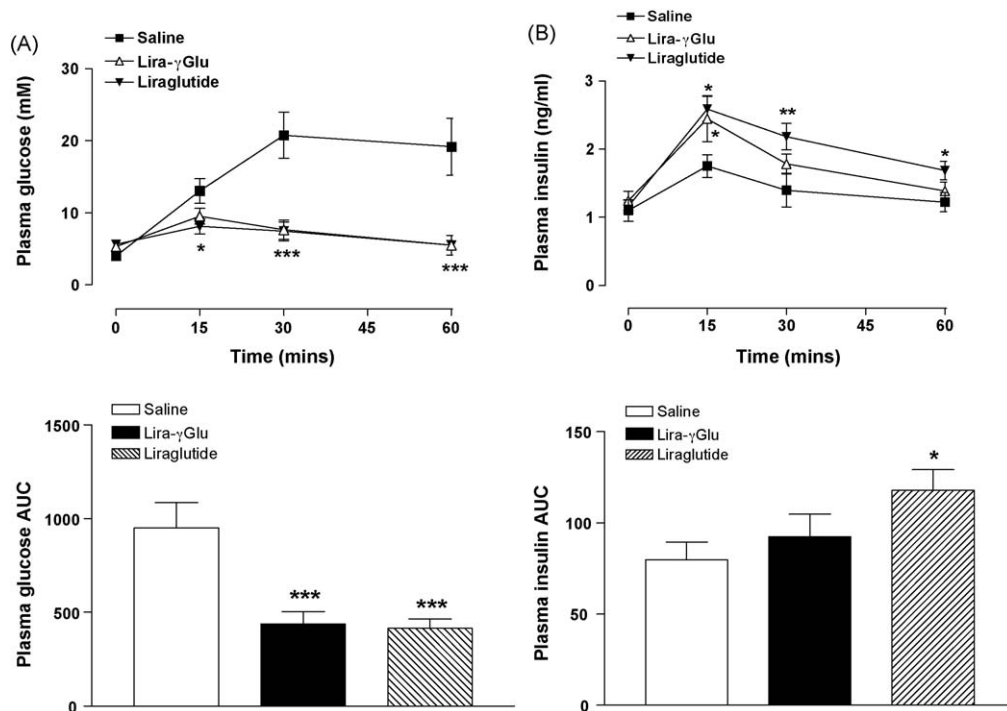 (A)
Saline
Lira-γGlu
Liraglutide
Plasma glucose (mM)
30
20
10
0
*
***
***
0 15 30 45 60
Time (mins)
(B)
Saline
Lira-γGlu
Liraglutide
Plasma insulin (ng/ml)
3
2
1
0
*
*
**
*
0 15 30 45 60
Time (mins)
Saline
Lira-γGlu
Liraglutide
Plasma glucose AUC
1500
1000
500
0
***
***
Saline
Lira-γGlu
Liraglutide
Plasma insulin AUC
150
100
50
0
*